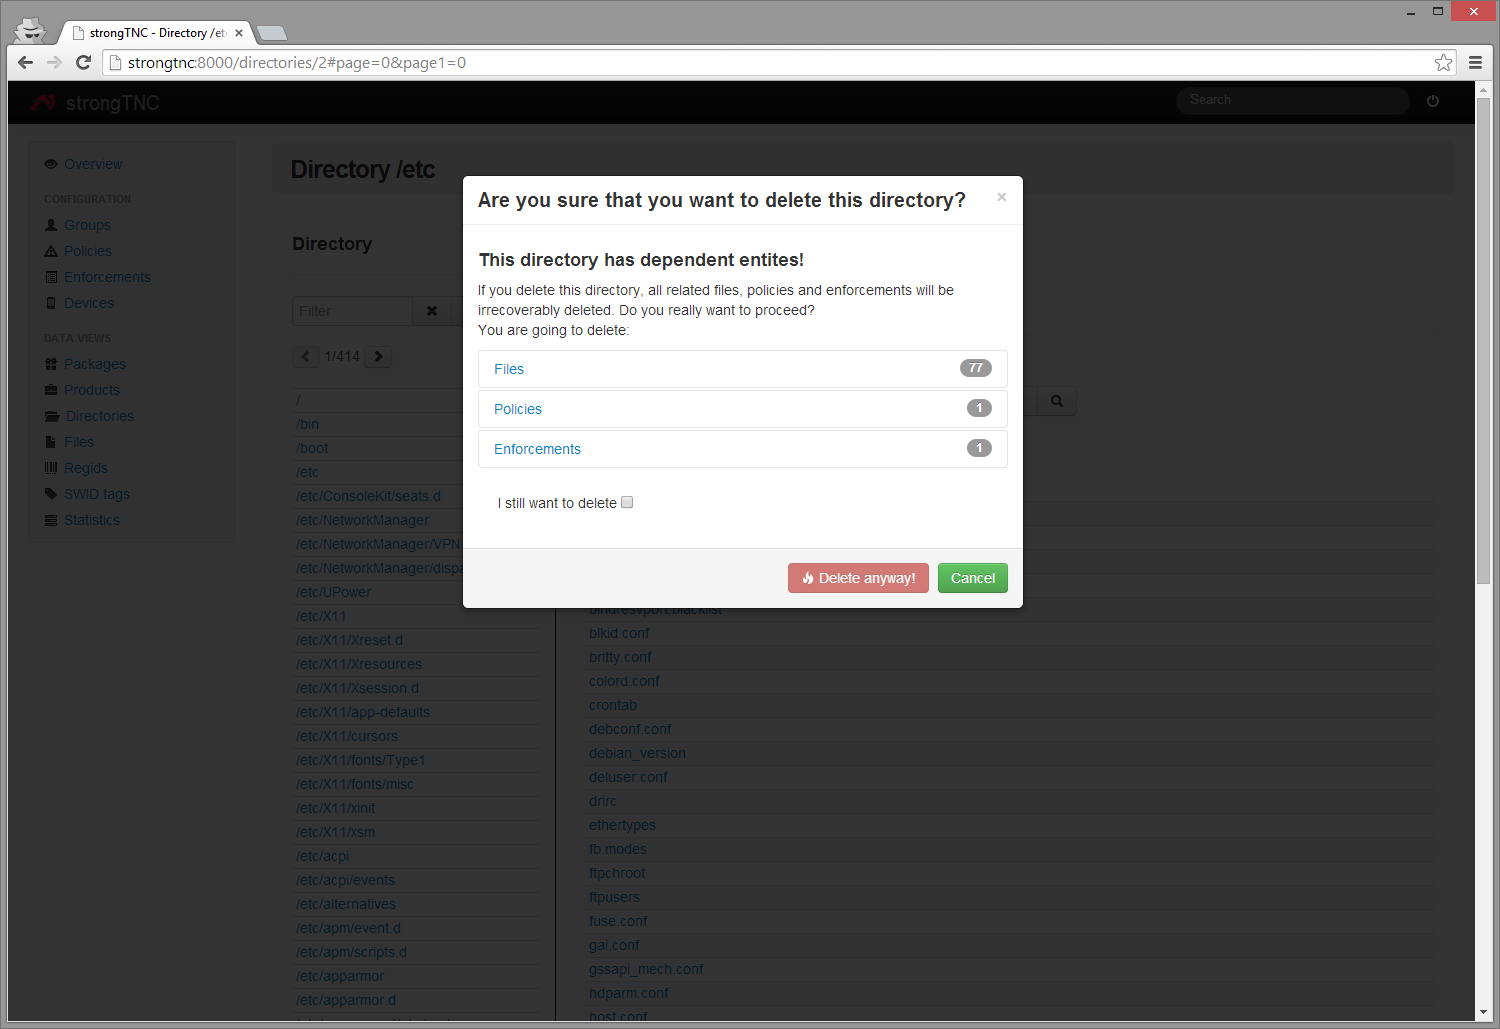 strongTNC - Directory /etc
strongtnc:8000/directories/2#page=0&page1=0
strongTNC
Search
Overview
CONFIGURATION
Groups
Policies
Enforcements
Devices
DATA VIEWS
Packages
Products
Directories
Files
Regids
SWID tags
Statistics
Directory /etc
Directory
Filter
1/414
/
/bin
/boot
/etc
/etc/ConsoleKit/seats.d
/etc/NetworkManager
/etc/NetworkManager/VPN
/etc/NetworkManager/dispa
/etc/UPower
/etc/X11
/etc/X11/Xreset.d
/etc/X11/Xresources
/etc/X11/Xsession.d
/etc/X11/app-defaults
/etc/X11/cursors
/etc/X11/fonts/Type1
/etc/X11/fonts/misc
/etc/X11/xinit
/etc/X11/xsm
/etc/acpi
/etc/acpi/events
/etc/alternatives
/etc/apm/event.d
/etc/apm/scripts.d
/etc/apparmor
/etc/apparmor.d
Are you sure that you want to delete this directory?
×
This directory has dependent entites!
If you delete this directory, all related files, policies and enforcements will be
irrecoverably deleted. Do you really want to proceed?
You are going to delete:
Files 77
Policies 1
Enforcements 1
I still want to delete
Delete anyway!
Cancel
bindresvport.blacklist
blkid.conf
brltty.conf
colord.conf
crontab
debconf.conf
debian_version
deluser.conf
drirc
ethertypes
fb.modes
ftpchroot
ftpusers
fuse.conf
gai.conf
gssapi_mech.conf
hdparm.conf
host.conf